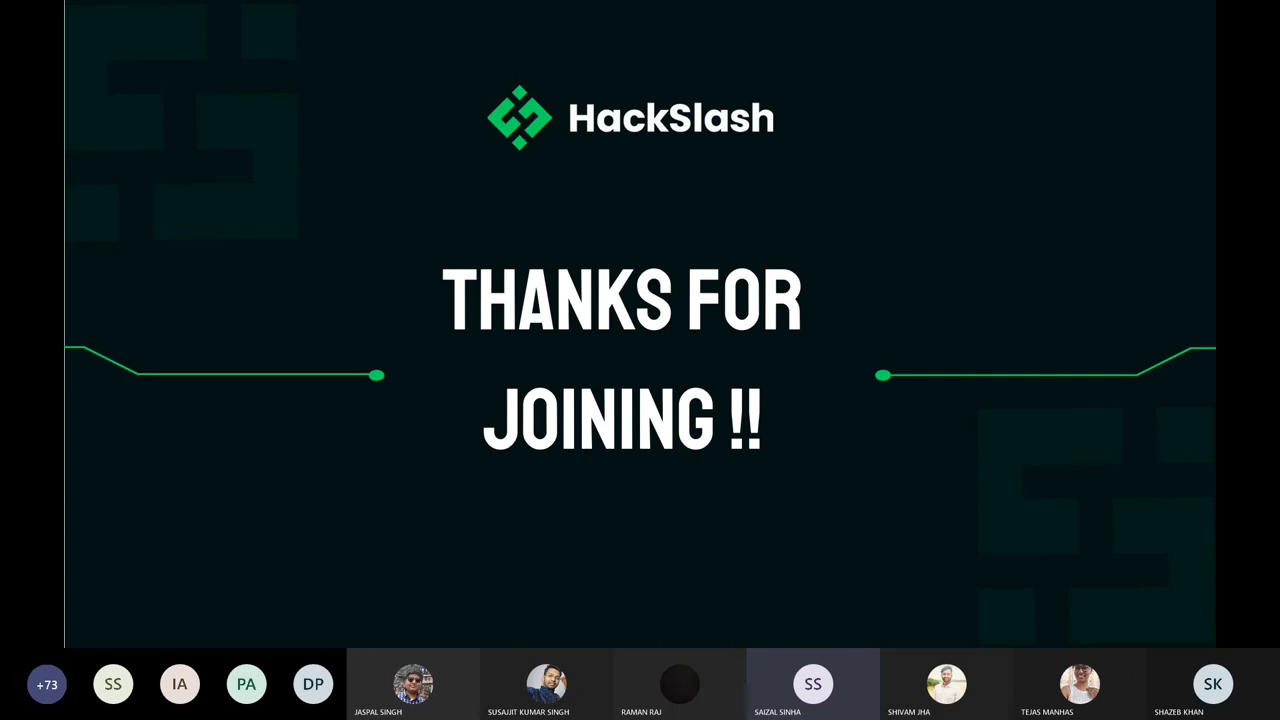 HackSlash
THANKS FOR
JOINING !!
+73
SS
IA
PA
DP
SS
SK
JASPAL SINGH
SUSAJJIT KUMAR SINGH
RAMAN RAJ
SAIZAL SINHA
SHIVAM JHA
TEJAS MANHAS
SHAZEB KHAN